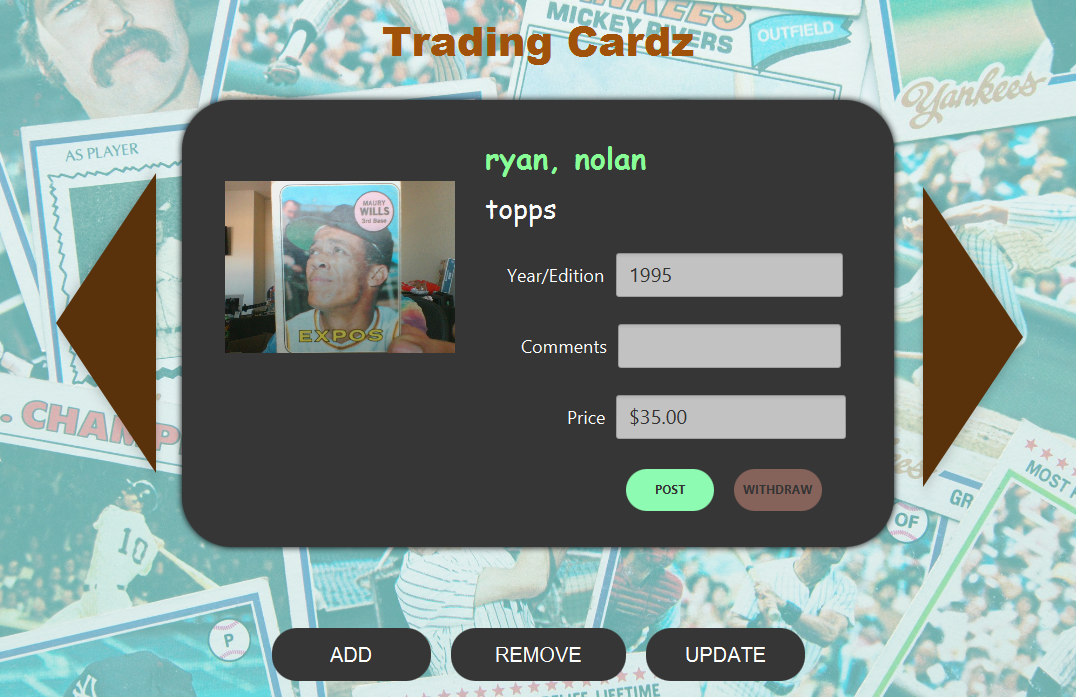 YANKEES
MICKEY RIVERS
OUTFIELD
Trading Cardz
Yankees
AS PLAYER
ryan, nolan
MAURY
WILLS
3rd Base
EXPOS
topps
Year/Edition 1995
Comments
Price $35.00
POST WITHDRAW
CHAMP
MOST
GR
OF
10
P
ADD REMOVE UPDATE
LIFETIME